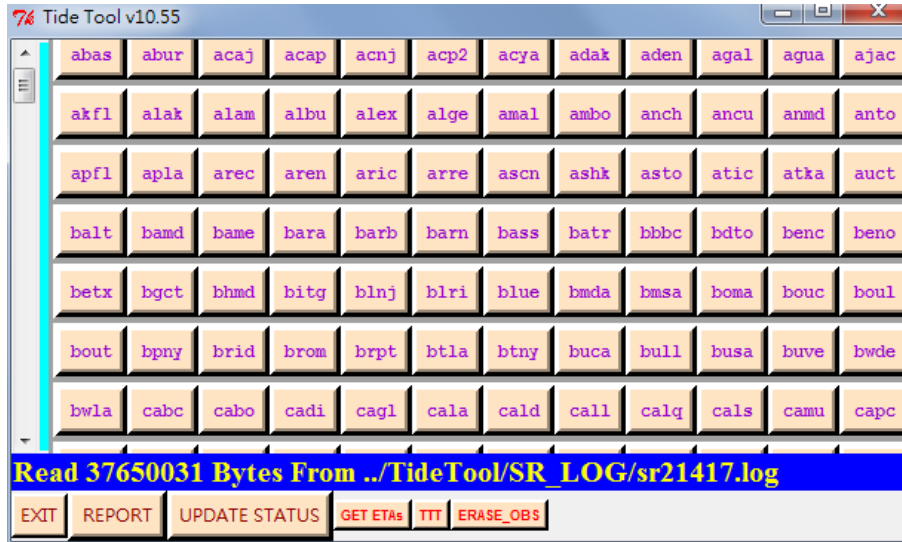 Tide Tool v10.55
abas abur acaj acap acnj acp2 acya adak aden agal agua ajac
akfl alak alam albu alex alge amal ambo anch ancu anmd anto
apfl apla arec aren aric arre ascn ashk asto atic atka auct
balt bamd bame bara barb barn bass batr bbbc bdto benc beno
betx bgct bhmd bitg blnj blri blue bmda bmsa boma bouc boul
bout bpny brid brom brpt btla btny buca bull busa buve bwde
bwla cabc cabo cadi cagl cala cald call calq cals camu capc
Read 37650031 Bytes From ../TideTool/SR_LOG/sr21417.log
EXIT REPORT UPDATE STATUS GET ETAs TTT ERASE_OBS